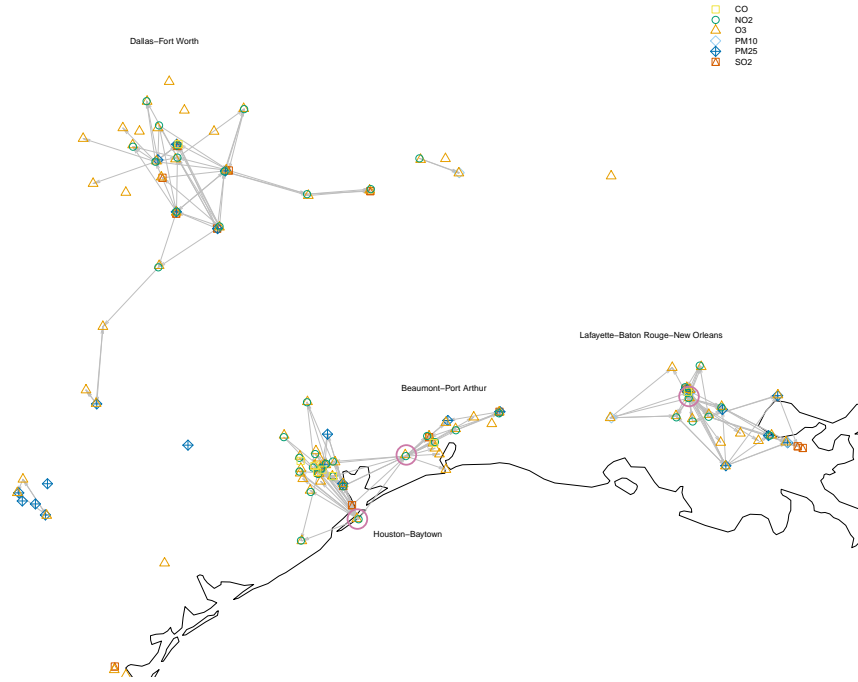 CO
NO2
O3
PM10
PM25
SO2
Dallas−Fort Worth
Lafayette−Baton Rouge−New Orleans
Beaumont−Port Arthur
Houston−Baytown